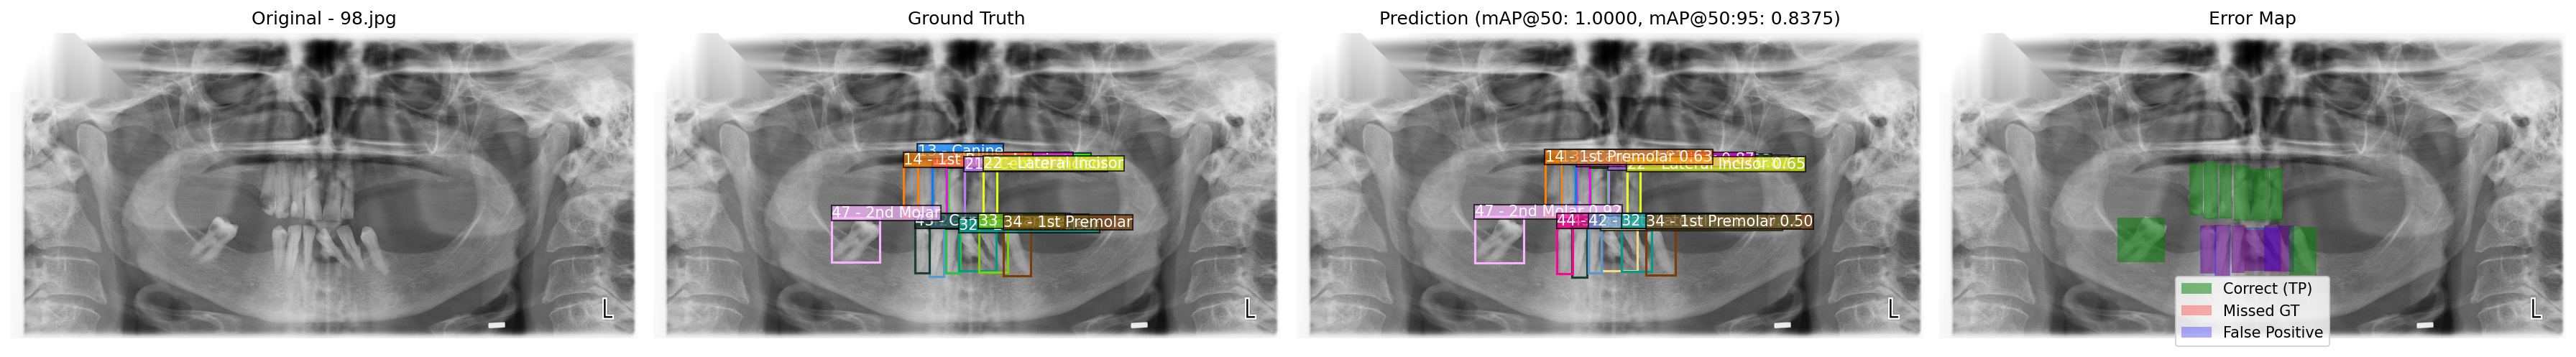 Original - 98.jpg
L
Ground Truth
13 - Canine
14 - 1st
21
22 - Lateral Incisor
47 - 2nd Molar
43 - C
32
33
34 - 1st Premolar
L
Prediction (mAP@50: 1.0000, mAP@50:95: 0.8375)
14 - 1st Premolar 0.63
22 - Lateral Incisor 0.65
47 - 2nd Molar 0.92
44 -
42 -
32
34 - 1st Premolar 0.50
L
Error Map
L
Correct (TP)
Missed GT
False Positive